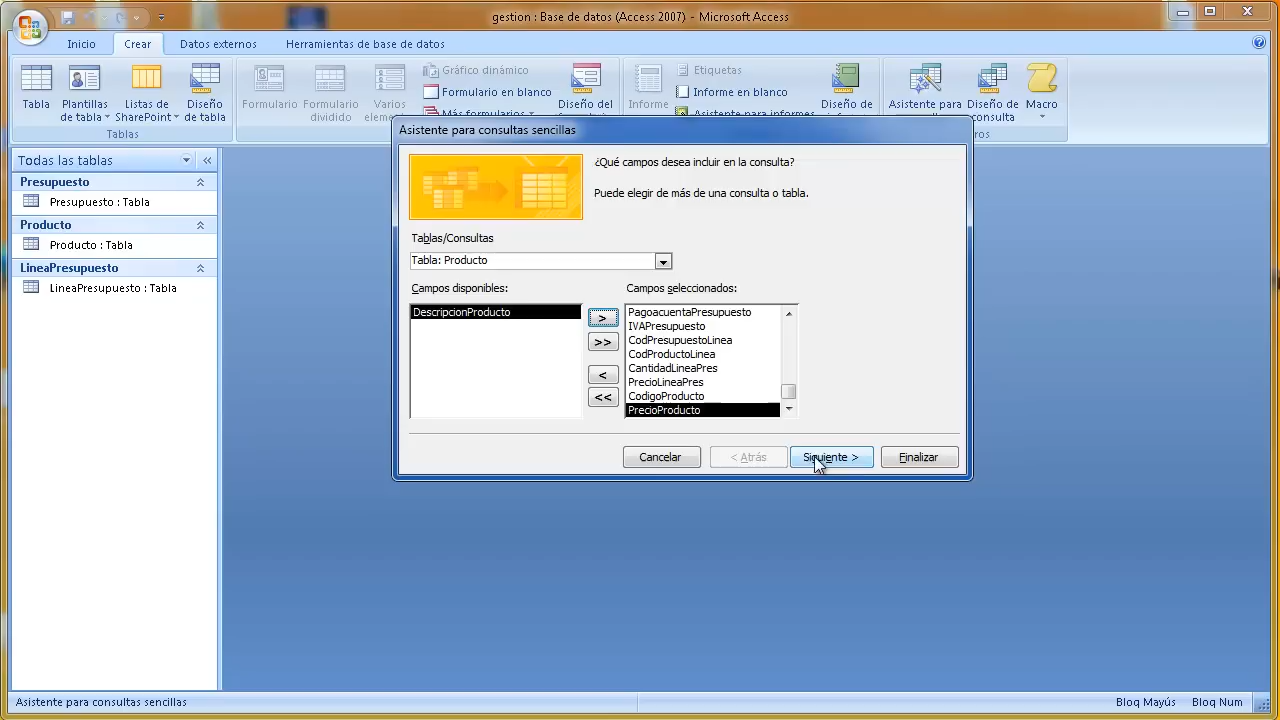 gestion : Base de datos (Access 2007) - Microsoft Access
Inicio
Crear
Datos externos
Herramientas de base de datos
Tabla
Plantillas de tabla
Listas de SharePoint
Diseño de tabla
Tablas
Formulario
Formulario dividido
Varios
Gráfico dinámico
Formulario en blanco
Más formularios
Diseño del
Informe
Etiquetas
Informe en blanco
Asistente para informes
Diseño de
Asistente para
Diseño de consulta
Macro
Todas las tablas
Presupuesto
Presupuesto : Tabla
Producto
Producto : Tabla
LineaPresupuesto
LineaPresupuesto : Tabla
Asistente para consultas sencillas
¿Qué campos desea incluir en la consulta?
Puede elegir de más de una consulta o tabla.
Tablas/Consultas
Tabla: Producto
Campos disponibles:
DescripcionProducto
>
>>
<
<<
Campos seleccionados:
PagoacuentaPresupuesto
IVAPresupuesto
CodPresupuestoLinea
CodProductoLinea
CantidadLineaPres
PrecioLineaPres
CodigoProducto
PrecioProducto
Cancelar
< Atrás
Siguiente >
Finalizar
Asistente para consultas sencillas
Bloq Mayús
Bloq Num